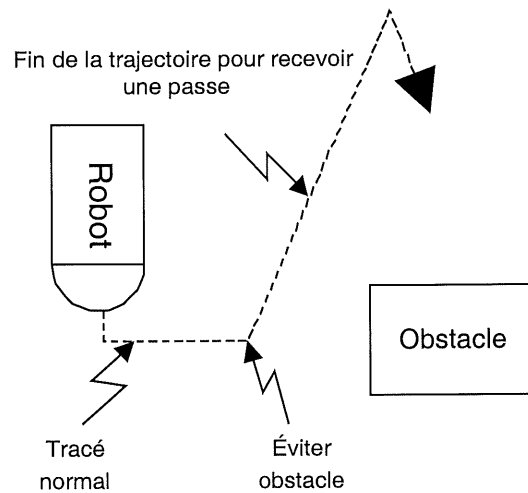 Fin de la trajectoire pour recevoir
une passe
Robot
Obstacle
Tracé
normal
Éviter
obstacle